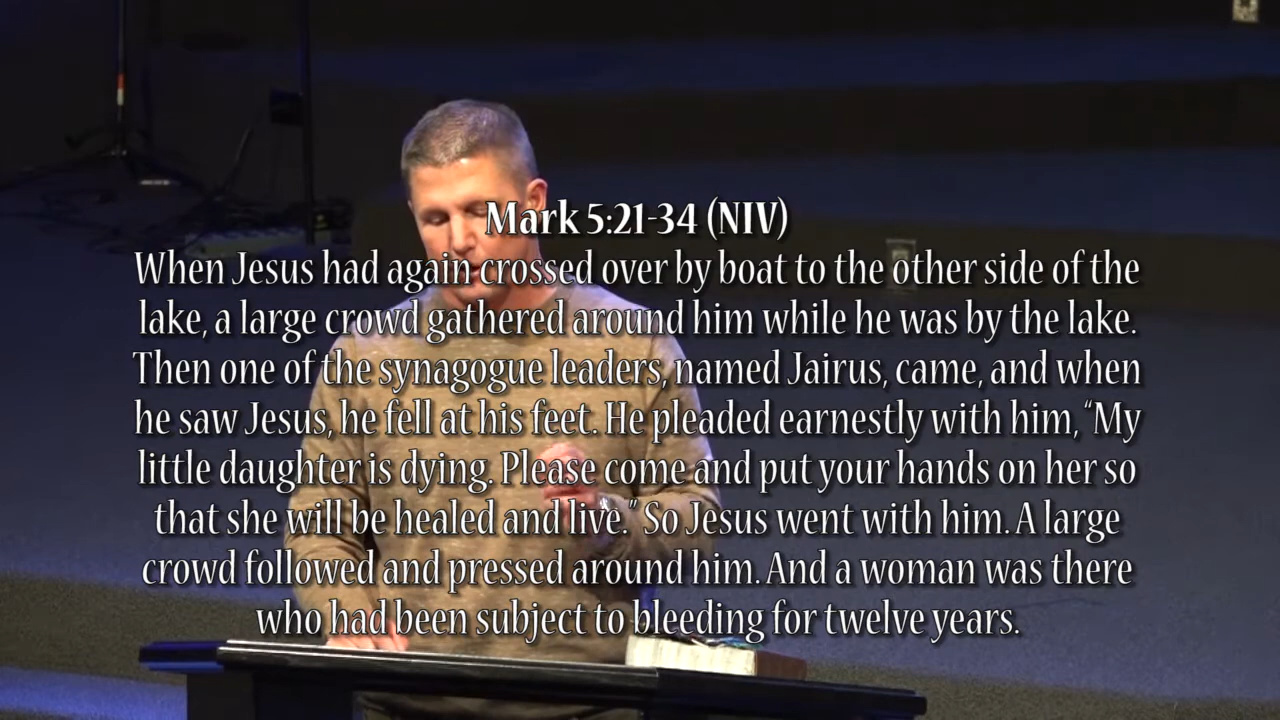 Mark 5:21-34 (NIV)
When Jesus had again crossed over by boat to the other side of the
lake, a large crowd gathered around him while he was by the lake.
Then one of the synagogue leaders, named Jairus, came, and when
he saw Jesus, he fell at his feet. He pleaded earnestly with him, “My
little daughter is dying. Please come and put your hands on her so
that she will be healed and live.” So Jesus went with him. A large
crowd followed and pressed around him. And a woman was there
who had been subject to bleeding for twelve years.